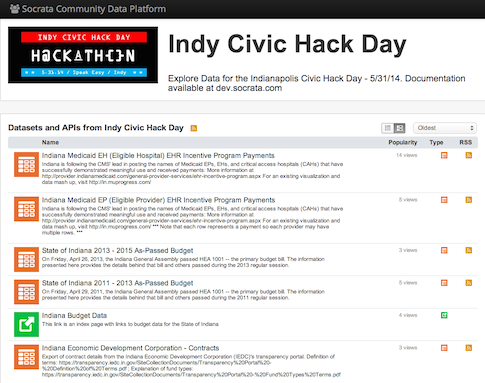 Socrata Community Data Platform
INDY CIVIC HACK DAY
HACKATHON
5.31.14 / Speak Easy / Indy
Indy Civic Hack Day
Explore Data for the Indianapolis Civic Hack Day - 5/31/14. Documentation
available at dev.socrata.com
Datasets and APIs from Indy Civic Hack Day
Oldest
Name Popularity Type RSS
Indiana Medicaid EH (Eligible Hospital) EHR Incentive Program Payments 14 views
Indiana is following the CMS' lead in posting the names of Medicaid EPs, EHs, and critical access hospitals (CAHs) that have
successfully demonstrated meaningful use and received payments: More information at
http://provider.indianamedicaid.com/general-provider-services/ehr-incentive-program.aspx For an existing visualization and
data mash up, visit http://in.muprogress.com/
Indiana Medicaid EP (Eligible Provider) EHR Incentive Program Payments 5 views
Indiana is following the CMS' lead in posting the names of Medicaid EPs, EHs, and critical access hospitals (CAHs) that have
successfully demonstrated meaningful use and received payments: More information at
http://provider.indianamedicaid.com/general-provider-services/ehr-incentive-program.aspx For an existing visualization and
data mash up, visit http://in.muprogress.com/ *** Note that each row represents a payment so each provider may have
multiple rows. ***
State of Indiana 2013 - 2015 As-Passed Budget 3 views
On Friday, April 26, 2013, the Indiana General Assembly passed HEA 1001 -- the primary budget bill. The information
presented here provides the details behind that bill and others passed during the 2013 regular session.
State of Indiana 2011 - 2013 As-Passed Budget 5 views
On Friday, April 29, 2011, the Indiana General Assembly passed HEA 1001 -- the primary budget bill. The information
presented here provides the details behind that bill and others passed during the 2011 regular session.
Indiana Budget Data 4 views
This link is an index page with links to budget data for the State of Indiana
Indiana Economic Development Corporation - Contracts 3 views
Export of contract details from the Indiana Economic Development Corporation (IEDC)'s transparency portal. Definition of
terms: https://transparency.iedc.in.gov/SiteCollectionDocuments/Transparency%20Portal%20-
%20Definition%20of%20Terms.pdf ; Explanation of fund types:
https://transparency.iedc.in.gov/SiteCollectionDocuments/Transparency%20Portal%20-%20Fund%20Types%20Terms.pdf